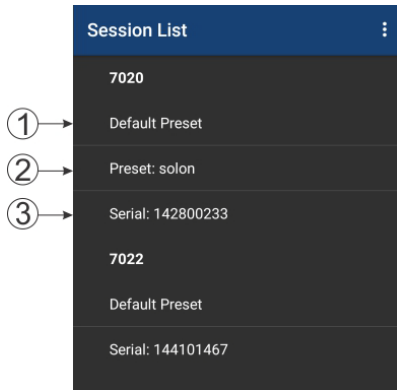 Session List
7020
1 Default Preset
2 Preset: solon
3 Serial: 142800233
7022
Default Preset
Serial: 144101467